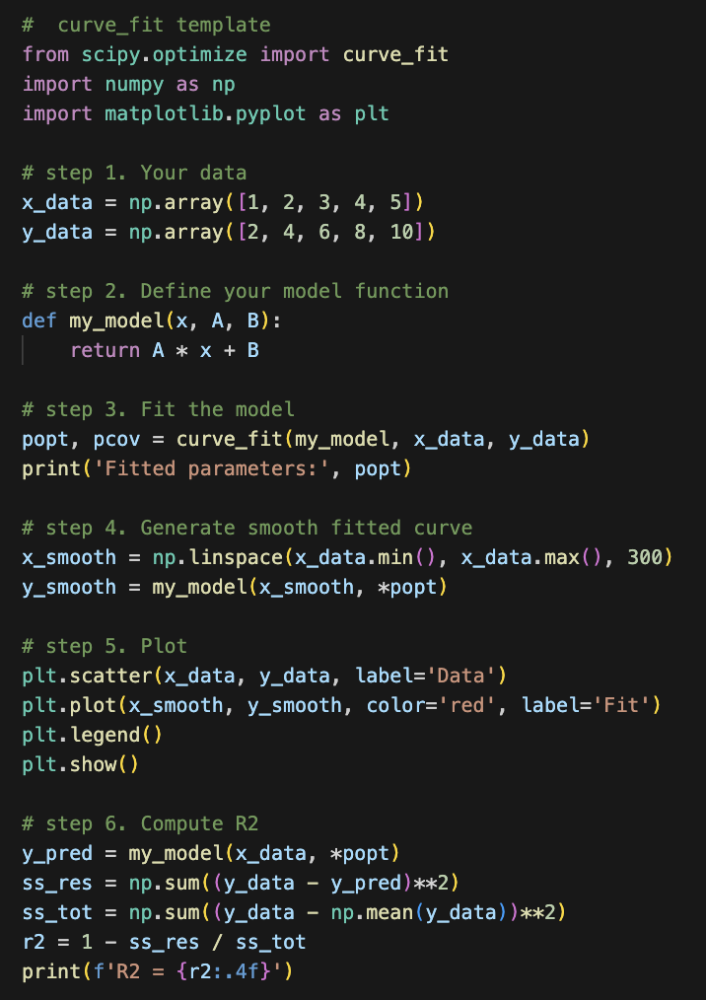 #  curve_fit template
from scipy.optimize import curve_fit
import numpy as np
import matplotlib.pyplot as plt

# step 1. Your data
x_data = np.array([1, 2, 3, 4, 5])
y_data = np.array([2, 4, 6, 8, 10])

# step 2. Define your model function
def my_model(x, A, B):
    return A * x + B

# step 3. Fit the model
popt, pcov = curve_fit(my_model, x_data, y_data)
print('Fitted parameters:', popt)

# step 4. Generate smooth fitted curve
x_smooth = np.linspace(x_data.min(), x_data.max(), 300)
y_smooth = my_model(x_smooth, *popt)

# step 5. Plot
plt.scatter(x_data, y_data, label='Data')
plt.plot(x_smooth, y_smooth, color='red', label='Fit')
plt.legend()
plt.show()

# step 6. Compute R2
y_pred = my_model(x_data, *popt)
ss_res = np.sum((y_data - y_pred)**2)
ss_tot = np.sum((y_data - np.mean(y_data))**2)
r2 = 1 - ss_res / ss_tot
print(f'R2 = {r2:.4f}')